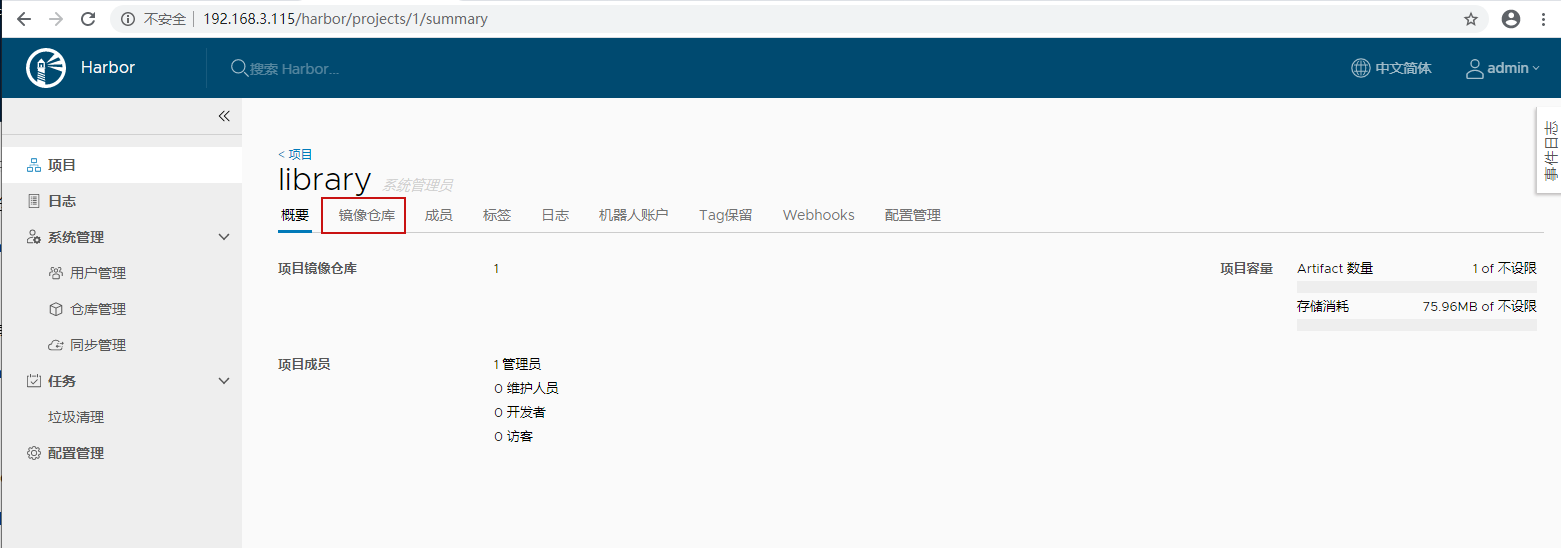 不安全 192.168.3.115/harbor/projects/1/summary
Harbor 搜索 Harbor... 中文简体 admin
事件日志
项目
日志
系统管理
用户管理
仓库管理
同步管理
任务
垃圾清理
配置管理
< 项目
library 系统管理员
概要 镜像仓库 成员 标签 日志 机器人账户 Tag保留 Webhooks 配置管理
项目镜像仓库 1 项目容量 Artifact 数量 1 of 不设限
存储消耗 75.96MB of 不设限
项目成员 1 管理员
0 维护人员
0 开发者
0 访客